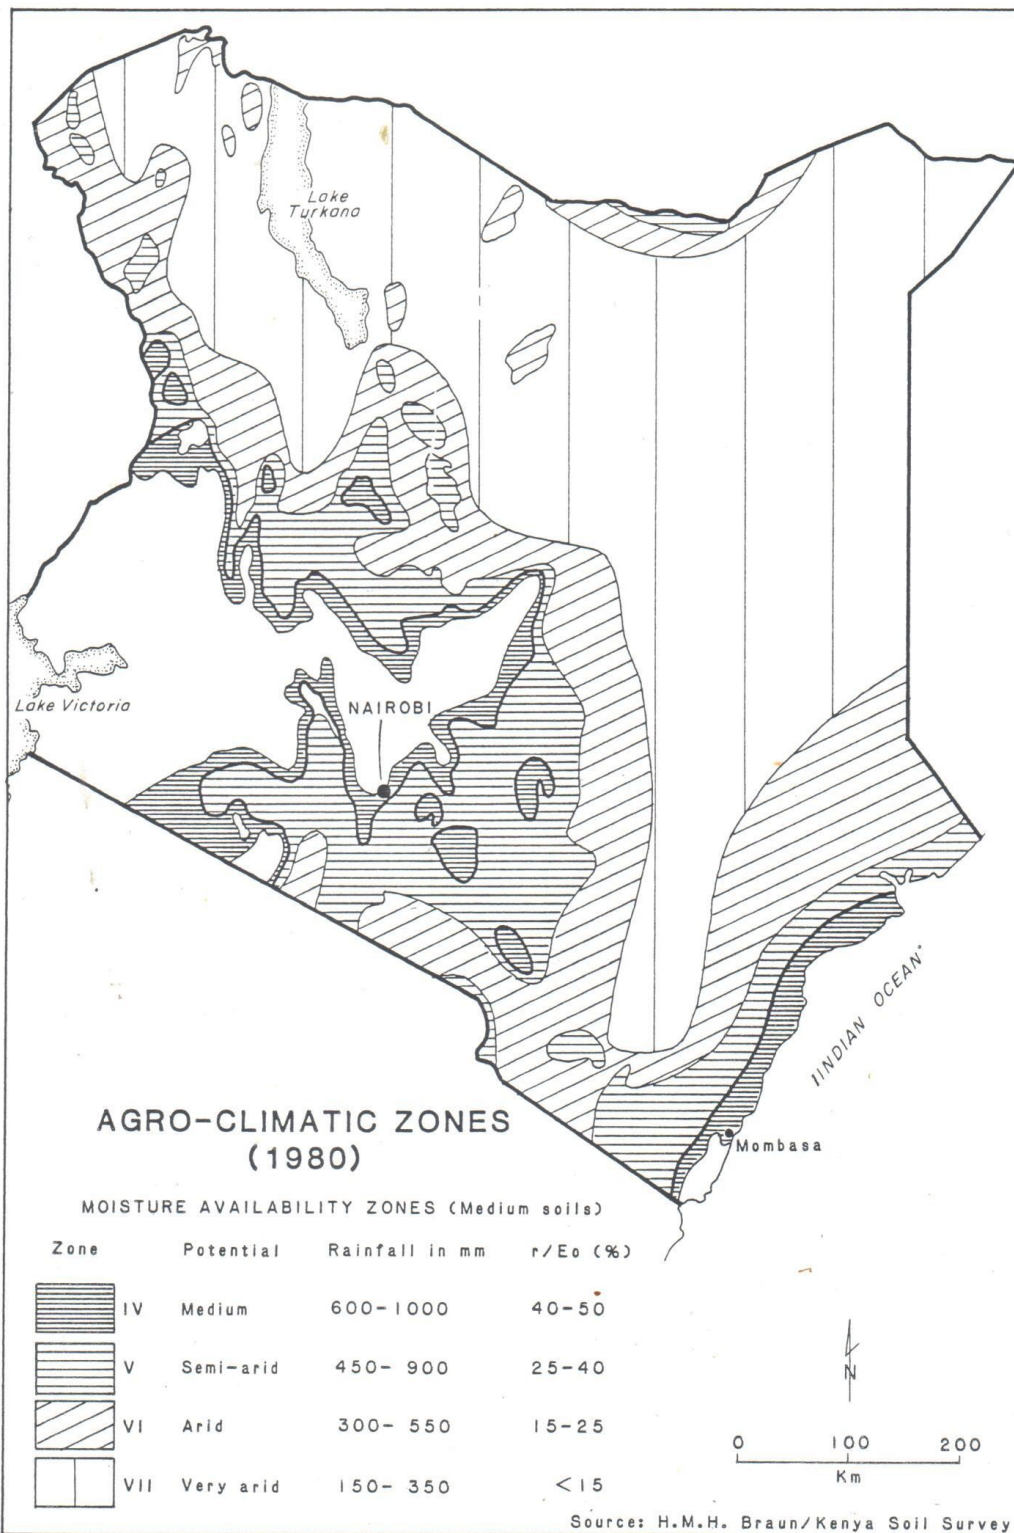 Lake
Turkana
Lake Victoria
NAIROBI
INDIAN OCEAN
Mombasa
AGRO-CLIMATIC ZONES
(1980)
MOISTURE AVAILABILITY ZONES (Medium soils)
Zone Potential Rainfall in mm r/Eo (%)
IV Medium 600-1000 40-50
V Semi-arid 450- 900 25-40
VI Arid 300- 550 15-25
VII Very arid 150- 350 <15
N
0 100 200
Km
Source: H.M.H. Braun/Kenya Soil Survey